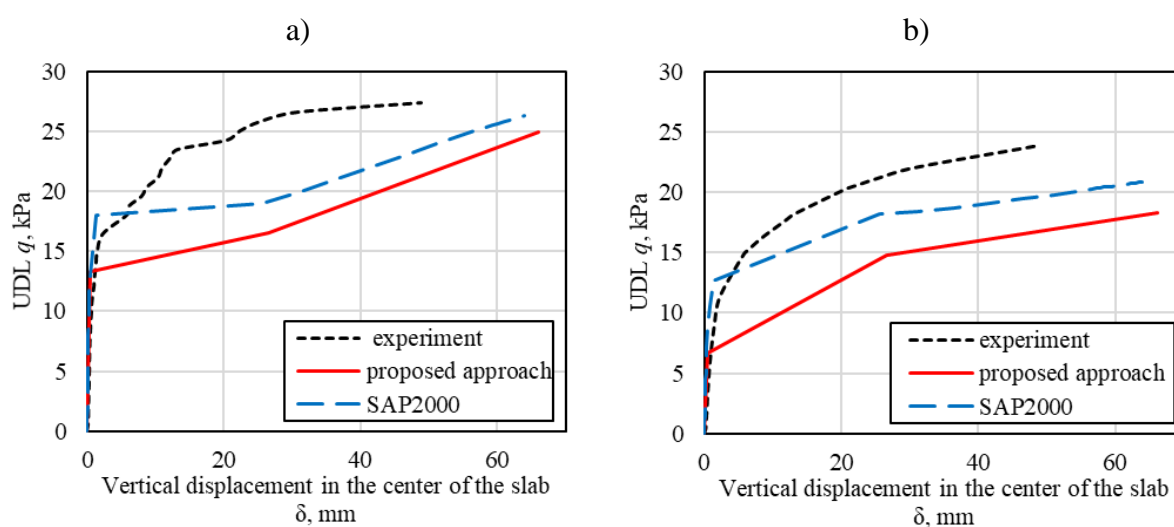 a)
30
25
20
15
10
5
0
UDL q, kPa
experiment
proposed approach
SAP2000
0 20 40 60
Vertical displacement in the center of the slab
δ, mm
b)
30
25
20
15
10
5
0
UDL q, kPa
experiment
proposed approach
SAP2000
0 20 40 60
Vertical displacement in the center of the slab
δ, mm